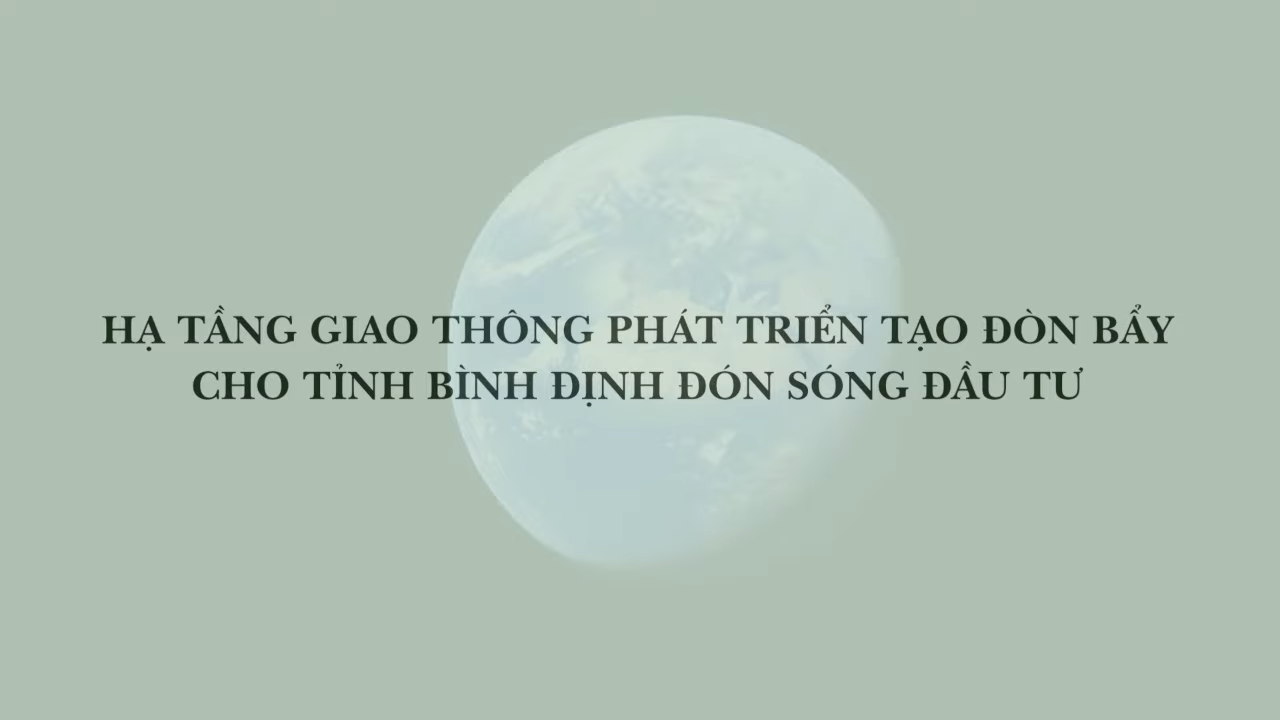 HẠ TẦNG GIAO THÔNG PHÁT TRIỂN TẠO ĐÒN BẨY
CHO TỈNH BÌNH ĐỊNH ĐÓN SÓNG ĐẦU TƯ